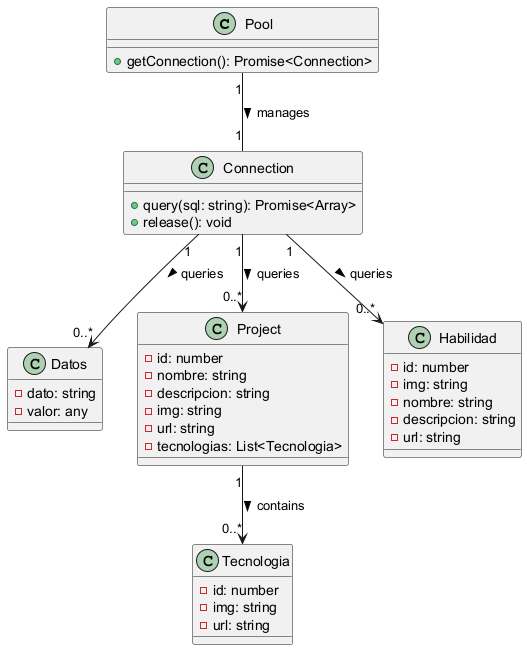 C Pool
getConnection(): Promise<Connection>
1
manages
1
C Connection
query(sql: string): Promise<Array>
release(): void
1 1 1
queries queries queries
0..* 0..* 0..*
C Datos
dato: string
valor: any
C Project
id: number
nombre: string
descripcion: string
img: string
url: string
tecnologias: List<Tecnologia>
C Habilidad
id: number
img: string
nombre: string
descripcion: string
url: string
1
contains
0..*
C Tecnologia
id: number
img: string
url: string